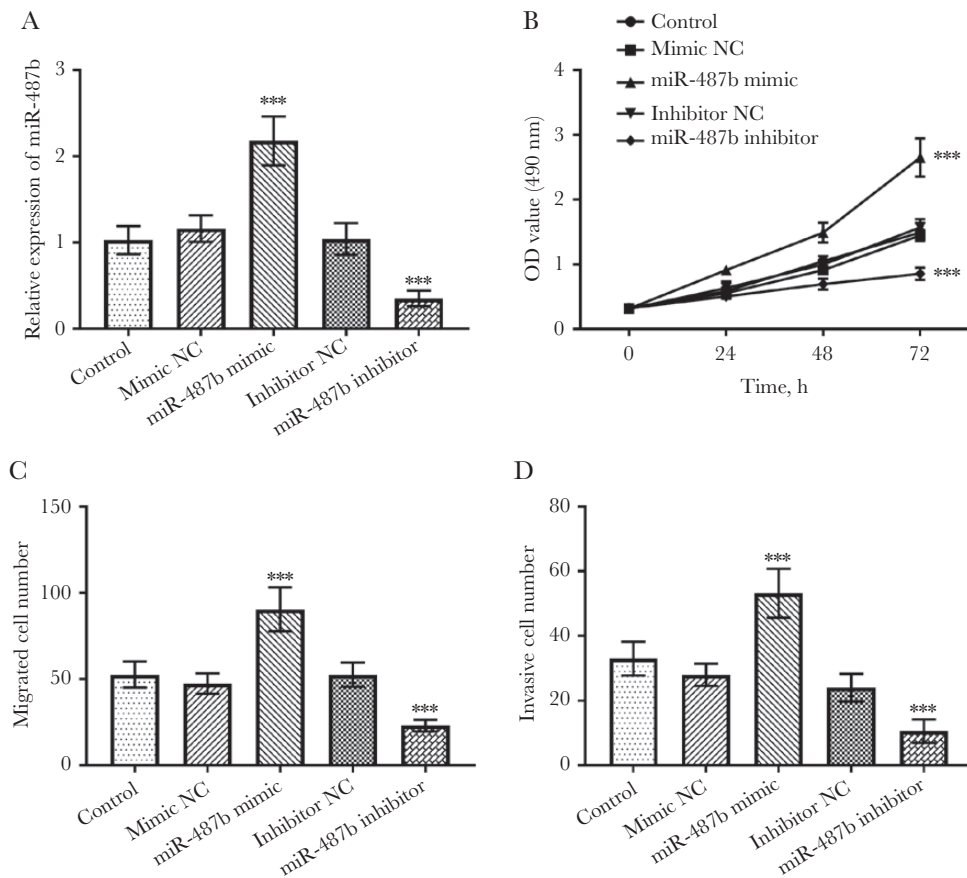 A
Relative expression of miR-487b
3
2
1
0
***
***
Control
Mimic NC
miR-487b mimic
Inhibitor NC
miR-487b inhibitor
B
Control
Mimic NC
miR-487b mimic
Inhibitor NC
miR-487b inhibitor
OD value (490 nm)
4
3
2
1
0
***
***
0 24 48 72
Time, h
C
Migrated cell number
150
100
50
0
***
***
Control
Mimic NC
miR-487b mimic
Inhibitor NC
miR-487b inhibitor
D
Invasive cell number
80
60
40
20
0
***
***
Control
Mimic NC
miR-487b mimic
Inhibitor NC
miR-487b inhibitor